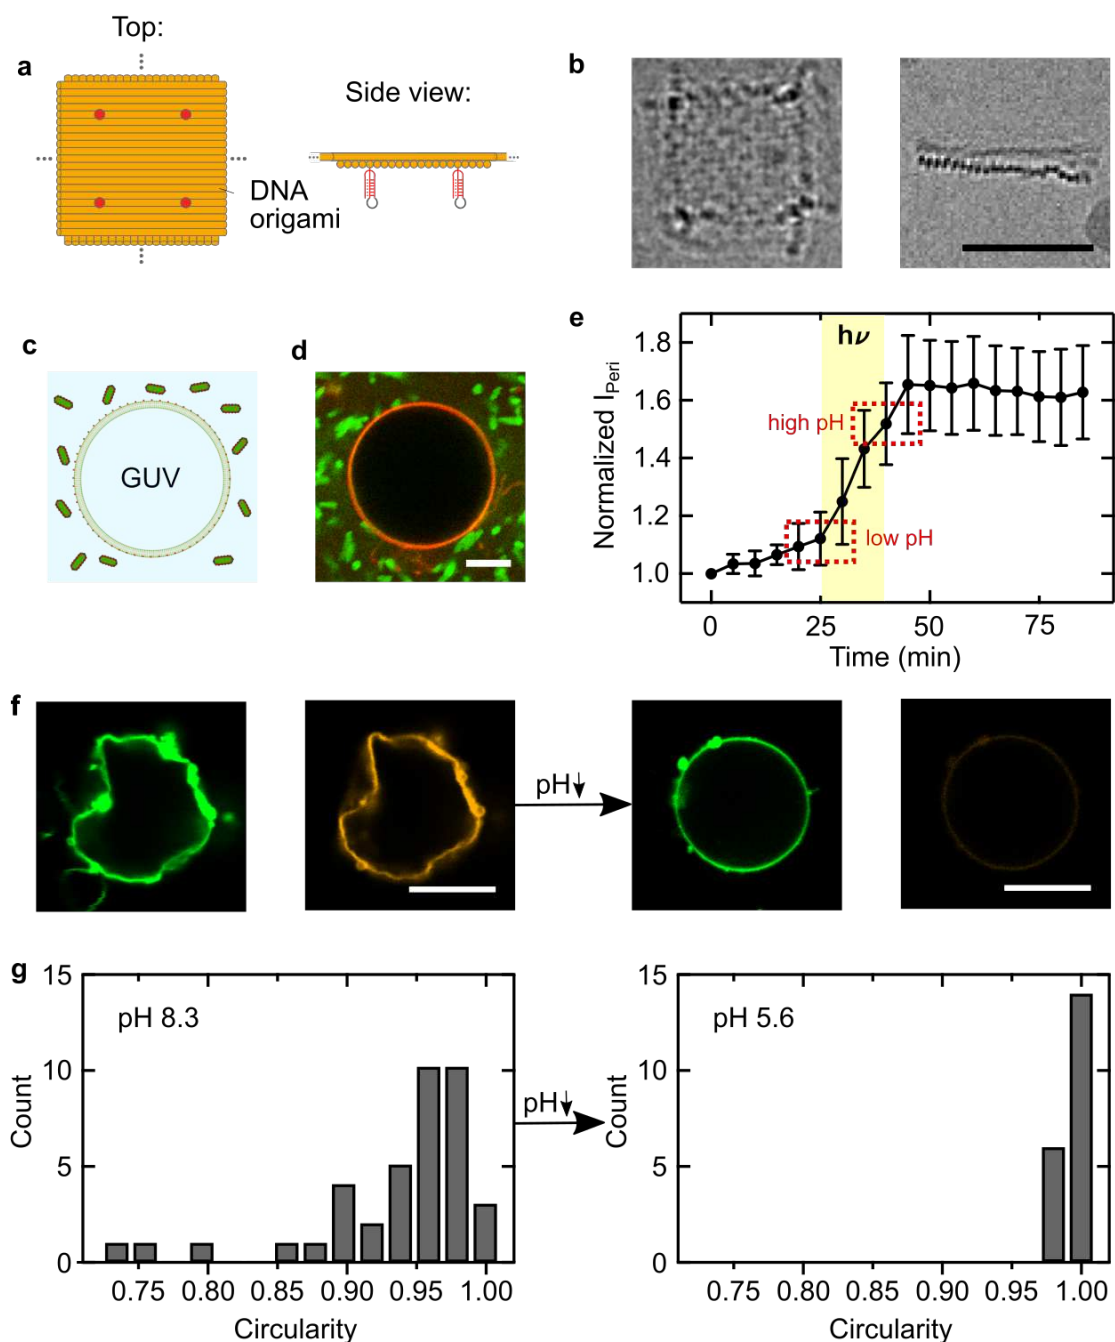 Top:
a
Side view:
DNA
origami
b
c
GUV
d
e
hν
Normalized I_Peri
1.8
1.6
1.4
1.2
1.0
high pH
low pH
0
25
50
75
Time (min)
f
pH↓
g
15
10
5
0
Count
pH 8.3
0.75
0.80
0.85
0.90
0.95
1.00
Circularity
pH↓
15
10
5
0
Count
pH 5.6
0.75
0.80
0.85
0.90
0.95
1.00
Circularity